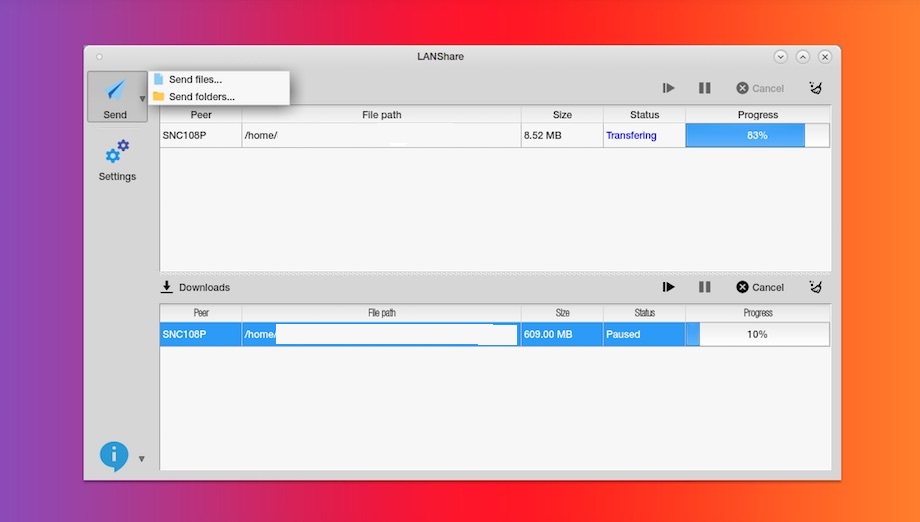 LANShare
Send files...
Send folders...
Send
Cancel
Peer File path Size Status Progress
SNC108P /home/ 8.52 MB Transfering 83%
Settings
Downloads Cancel
Peer File path Size Status Progress
SNC108P /home/ 609.00 MB Paused 10%
i